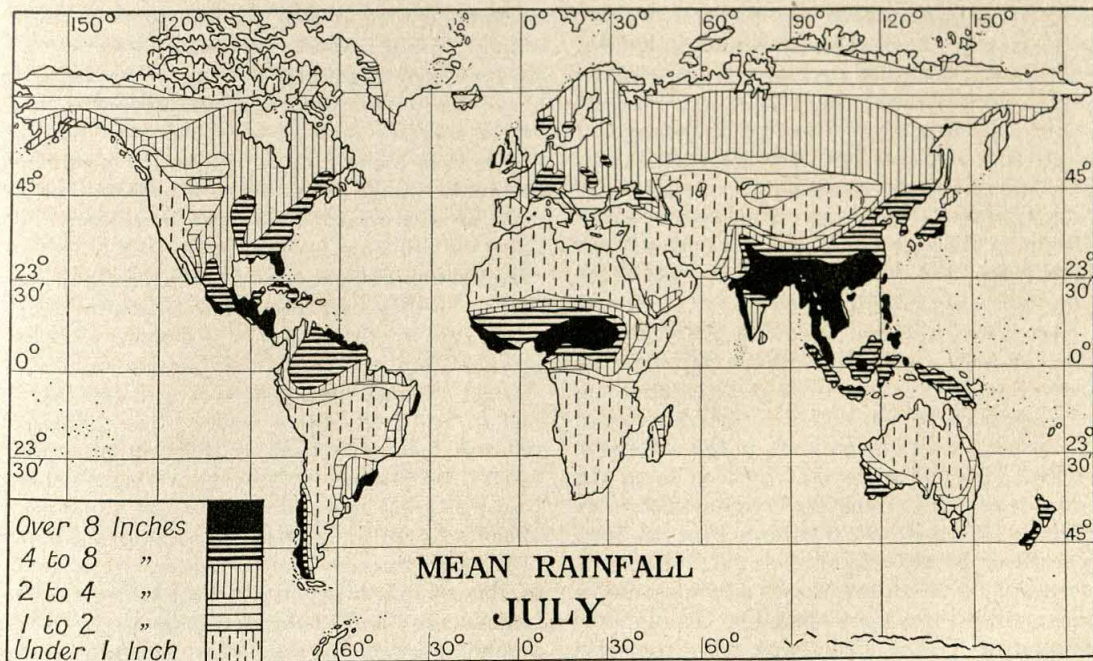 150° 120° 0° 30° 60° 90° 120° 150°
45° 45°
23° 30' 23° 30'
0° 0°
23° 30' 23° 30'
45°
Over 8 Inches
4 to 8 „
2 to 4 „
1 to 2 „
Under 1 Inch
MEAN RAINFALL
JULY
60° 30° 0° 30° 60°